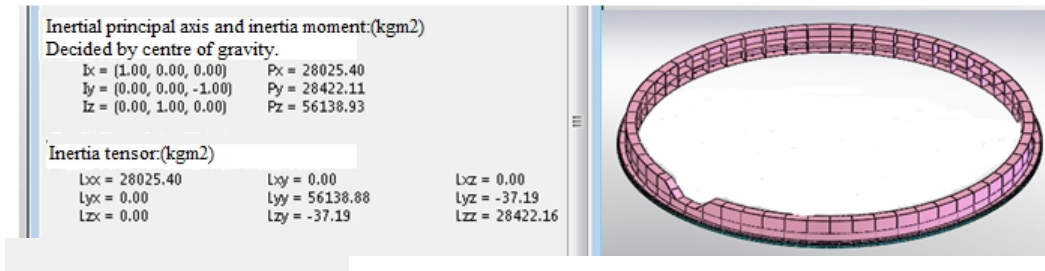 Inertial principal axis and inertia moment:(kgm2)
Decided by centre of gravity.
Ix = (1.00, 0.00, 0.00) Px = 28025.40
Iy = (0.00, 0.00, -1.00) Py = 28422.11
Iz = (0.00, 1.00, 0.00) Pz = 56138.93
Inertia tensor:(kgm2)
Lxx = 28025.40 Lxy = 0.00 Lxz = 0.00
Lyx = 0.00 Lyy = 56138.88 Lyz = -37.19
Lzx = 0.00 Lzy = -37.19 Lzz = 28422.16